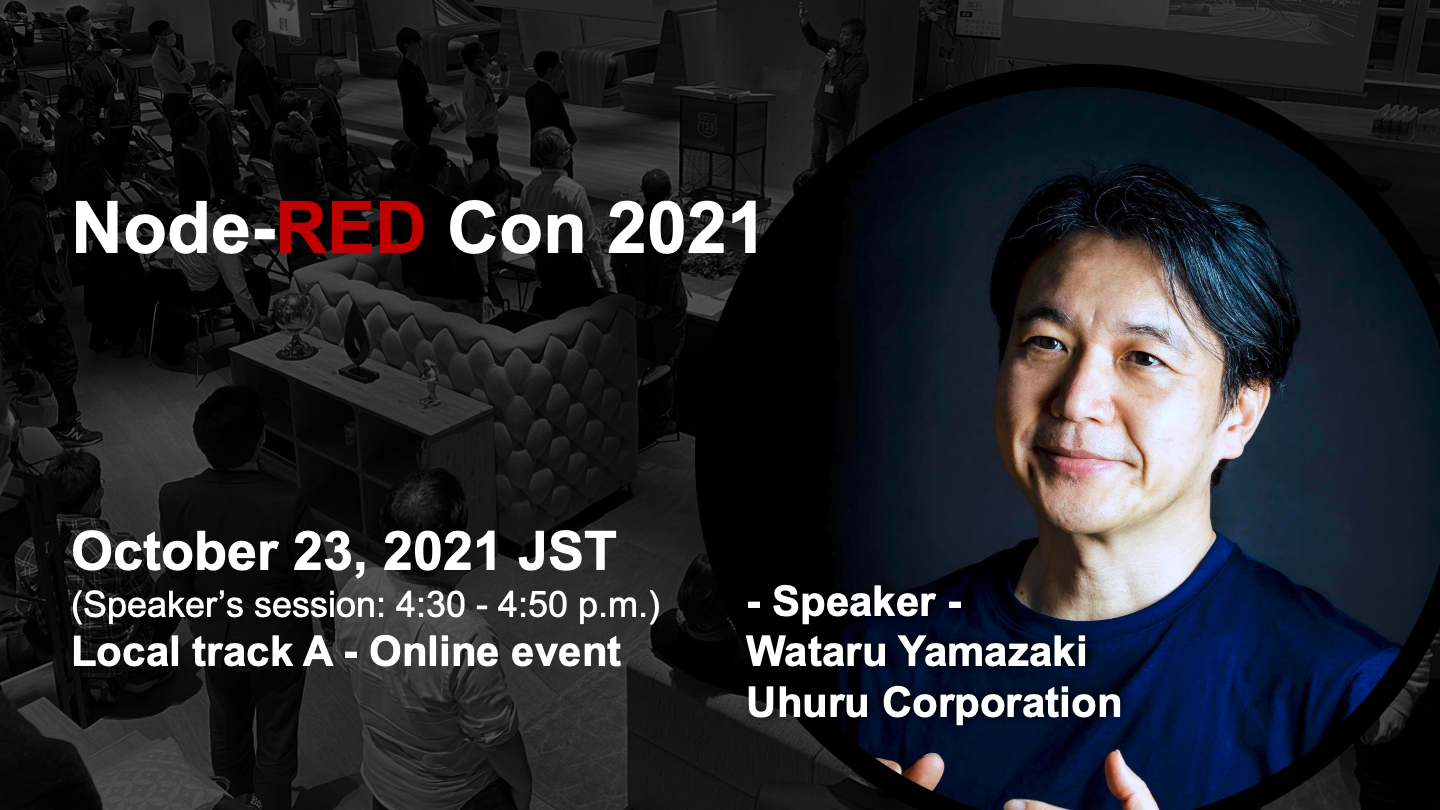 Node-RED Con 2021
October 23, 2021 JST
(Speaker’s session: 4:30 - 4:50 p.m.)
Local track A - Online event
- Speaker -
Wataru Yamazaki
Uhuru Corporation